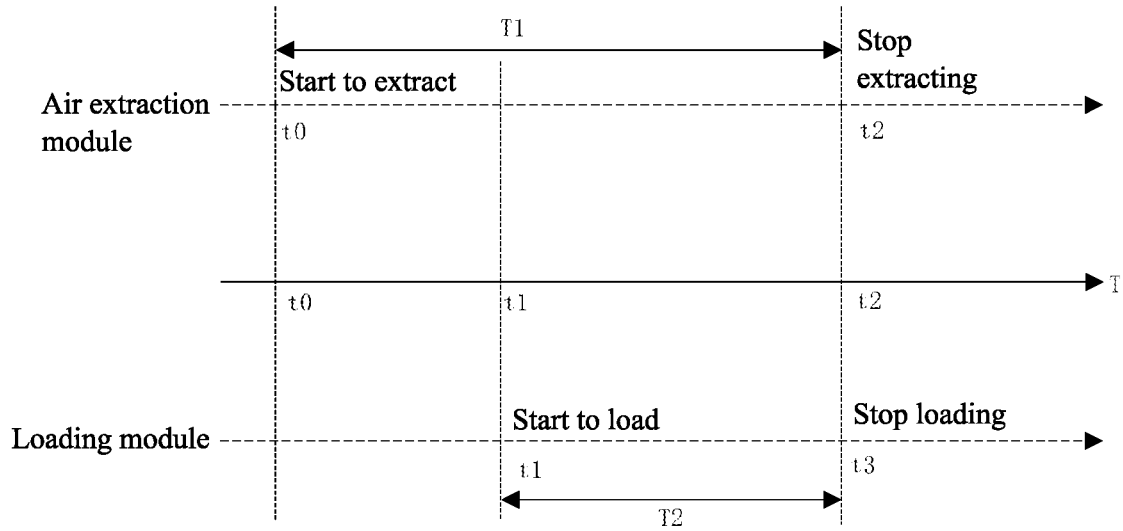 T1
Stop
extracting
Start to extract
Air extraction
module
t0
t2
T
t0
t1
t2
Start to load
Stop loading
Loading module
t1
t3
T2